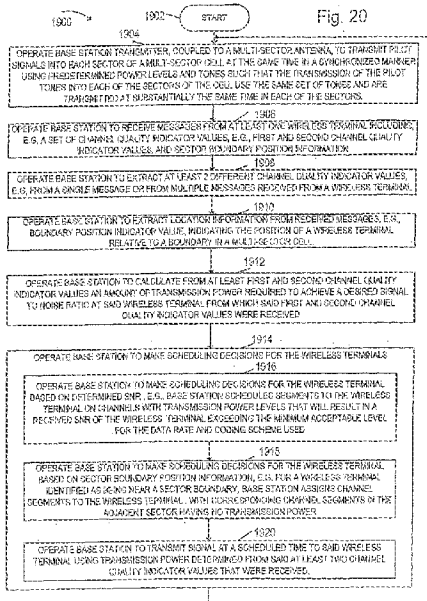 1900
1902
START
Fig. 20
1904
OPERATE BASE STATION TRANSMITTER, COUPLED TO A MULTI-SECTOR ANTENNA, TO TRANSMIT PILOT
SIGNALS INTO EACH SECTOR OF A MULTI-SECTOR CELL AT THE SAME TIME IN A SYNCHRONIZED MANNER
USING PREDETERMINED POWER LEVELS AND TONES SUCH THAT THE TRANSMISSION OF THE PILOT
TONES INTO EACH OF THE SECTORS OF THE CELL USE THE SAME SET OF TONES AND ARE
TRANSMITTED AT SUBSTANTIALLY THE SAME TIME IN EACH OF THE SECTORS.
1906
OPERATE BASE STATION TO RECEIVE MESSAGES FROM AT LEAST ONE WIRELESS TERMINAL INCLUDING,
E.G. A SET OF CHANNEL QUALITY INDICATOR VALUES, E.G., FIRST AND SECOND CHANNEL QUALITY
INDICATOR VALUES, AND SECTOR BOUNDARY POSITION INFORMATION
1908
OPERATE BASE STATION TO EXTRACT AT LEAST 2 DIFFERENT CHANNEL QUALITY INDICATOR VALUES,
E.G, FROM A SINGLE MESSAGE OR FROM MULTIPLE MESSAGES RECEIVED FROM A WIRELESS TERMINAL
1910
OPERATE BASE STATION TO EXTRACT LOCATION INFORMATION FROM RECEIVED MESSAGES, E.G.,
BOUNDARY POSITION INDICATOR VALUE, INDICATING THE POSITION OF A WIRELESS TERMINAL
RELATIVE TO A BOUNDARY IN A MULTI-SECTOR CELL
1912
OPERATE BASE STATION TO CALCULATE FROM AT LEAST FIRST AND SECOND CHANNEL QUALITY
INDICATOR VALUES AN AMOUNT OF TRANSMISSION POWER REQUIRED TO ACHIEVE A DESIRED SIGNAL
TO NOISE RATIO AT SAID WIRELESS TERMINAL FROM WHICH SAID FIRST AND SECOND CHANNEL
QUALITY INDICATOR VALUES WERE RECEIVED
1914
OPERATE BASE STATION TO MAKE SCHEDULING DECISIONS FOR THE WIRELESS TERMINALS
1916
OPERATE BASE STATION TO MAKE SCHEDULING DECISIONS FOR THE WIRELESS TERMINAL
BASED ON DETERMINED SNR, E.G., BASE STATION SCHEDULES SEGMENTS TO THE WIRELESS
TERMINAL ON CHANNELS WITH TRANSMISSION POWER LEVELS THAT WILL RESULT IN A
RECEIVED SNR OF THE WIRELESS TERMINAL EXCEEDING THE MINIMUM ACCEPTABLE LEVEL
FOR THE DATA RATE AND CODING SCHEME USED
1918
OPERATE BASE STATION TO MAKE SCHEDULING DECISIONS FOR THE WIRELESS TERMINAL
BASED ON SECTOR BOUNDARY POSITION INFORMATION, E.G. FOR A WIRELESS TERMINAL
IDENTIFIED AS BEING NEAR A SECTOR BOUNDARY, BASE STATION ASSIGNS CHANNEL
SEGMENTS TO THE WIRELESS TERMINAL, WITH CORRESPONDING CHANNEL SEGMENTS IN THE
ADJACENT SECTOR HAVING NO TRANSMISSION POWER
1920
OPERATE BASE STATION TO TRANSMIT SIGNAL AT A SCHEDULED TIME TO SAID WIRELESS
TERMINAL USING TRANSMISSION POWER DETERMINED FROM SAID AT LEAST TWO CHANNEL
QUALITY INDICATOR VALUES THAT WERE RECEIVED.